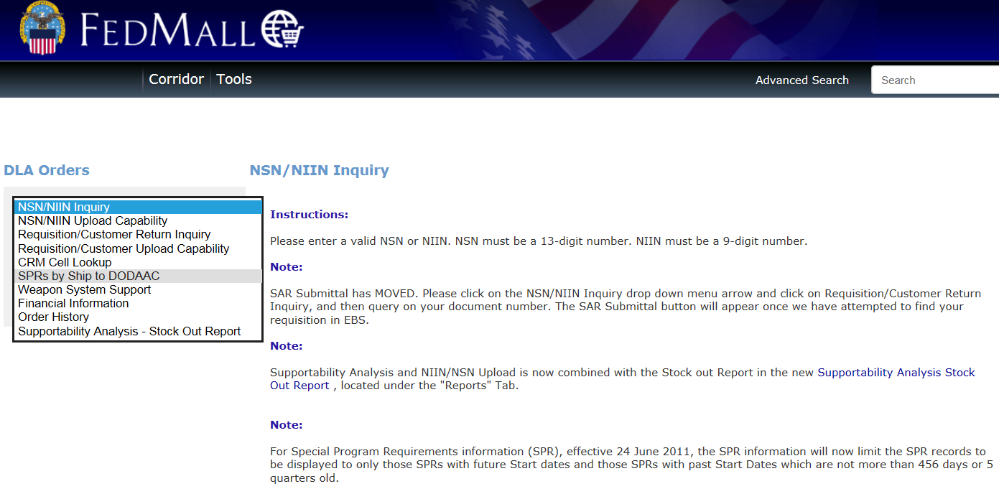 FEDMALL
Corridor
Tools
Advanced Search
Search
DLA Orders
NSN/NIIN Inquiry
NSN/NIIN Inquiry
NSN/NIIN Upload Capability
Requisition/Customer Return Inquiry
Requisition/Customer Upload Capability
CRM Cell Lookup
SPRs by Ship to DODAAC
Weapon System Support
Financial Information
Order History
Supportability Analysis - Stock Out Report
Instructions:
Please enter a valid NSN or NIIN. NSN must be a 13-digit number. NIIN must be a 9-digit number.
Note:
SAR Submittal has MOVED. Please click on the NSN/NIIN Inquiry drop down menu arrow and click on Requisition/Customer Return
Inquiry, and then query on your document number. The SAR Submittal button will appear once we have attempted to find your
requisition in EBS.
Note:
Supportability Analysis and NIIN/NSN Upload is now combined with the Stock out Report in the new Supportability Analysis Stock
Out Report , located under the "Reports" Tab.
Note:
For Special Program Requirements information (SPR), effective 24 June 2011, the SPR information will now limit the SPR records to
be displayed to only those SPRs with future Start dates and those SPRs with past Start Dates which are not more than 456 days or 5
quarters old.